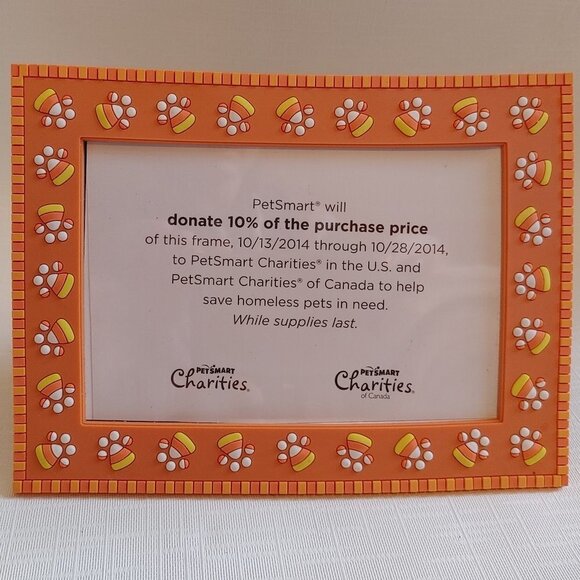 PetSmart® will
donate 10% of the purchase price
of this frame, 10/13/2014 through 10/28/2014,
to PetSmart Charities® in the U.S. and
PetSmart Charities® of Canada to help
save homeless pets in need.
While supplies last.
PETSMART
Charities®
PETSMART
Charities®
of Canada